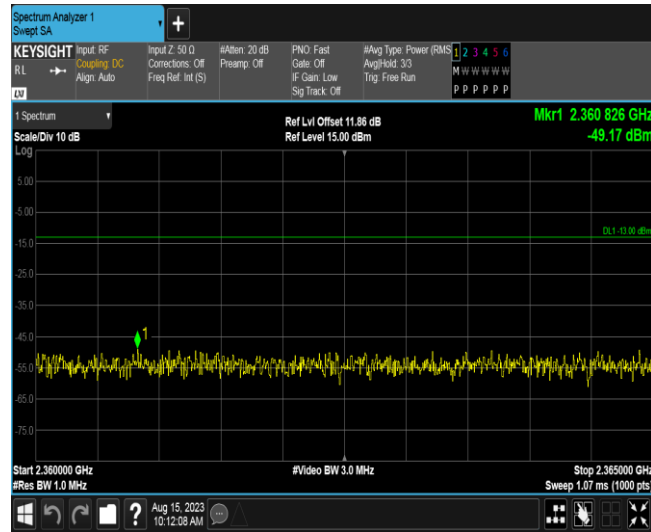 Spectrum Analyzer 1
Swept SA
KEYSIGHT
RL
LXI
Input: RF
Coupling: DC
Align: Auto
Input Z: 50 Ω
Corrections: Off
Freq Ref: Int (S)
#Atten: 20 dB
Preamp: Off
PNO: Fast
Gate: Off
IF Gain: Low
Sig Track: Off
#Avg Type: Power (RMS
Avg|Hold: 3/3
Trig: Free Run
1 2 3 4 5 6
M W W W W W
P P P P P P
1 Spectrum
Scale/Div 10 dB
Log
Ref Lvl Offset 11.86 dB
Ref Level 15.00 dBm
Mkr1 2.360 826 GHz
-49.17 dBm
5.00
-5.00
-15.0
-25.0
-35.0
-45.0
-55.0
-65.0
-75.0
DL1 -13.00 dBm
1
Start 2.360000 GHz
#Res BW 1.0 MHz
#Video BW 3.0 MHz
Stop 2.365000 GHz
Sweep 1.07 ms (1000 pts)
?
Aug 15, 2023
10:12:08 AM